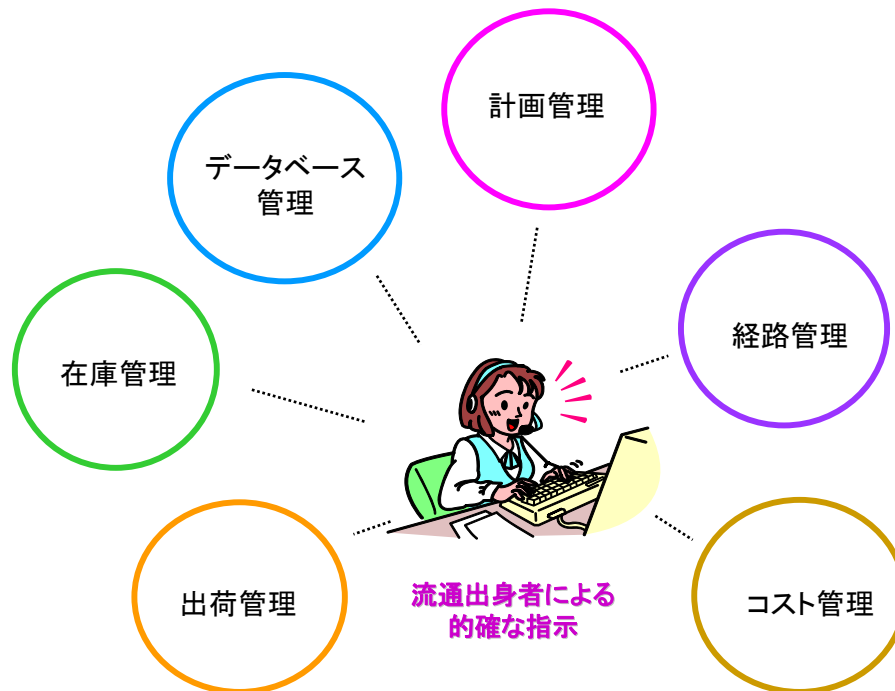 計画管理
データベース
管理
経路管理
在庫管理
出荷管理
流通出身者による
的確な指示
コスト管理